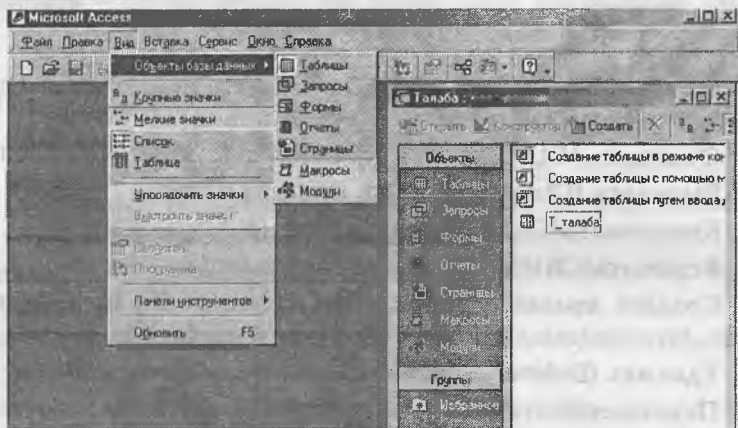 Microsoft Access
Файл Правка Вид Вставка Сервис Окно Справка
Объекты базы данных
Таблицы
Запросы
Формы
Отчеты
Страницы
Макросы
Модули
Крупные значки
Мелкие значки
Список
Таблица
Упорядочить значки
Выстроить значки
Свойства
Программа
Панели инструментов
Обновить F5
Талаба :
Открыть Конструктор Создать
Объекты
Таблицы
Запросы
Формы
Отчеты
Страницы
Макросы
Модули
Группы
Избранное
Создание таблицы в режиме кон
Создание таблицы с помощью м
Создание таблицы путем ввода д
Т_талаба